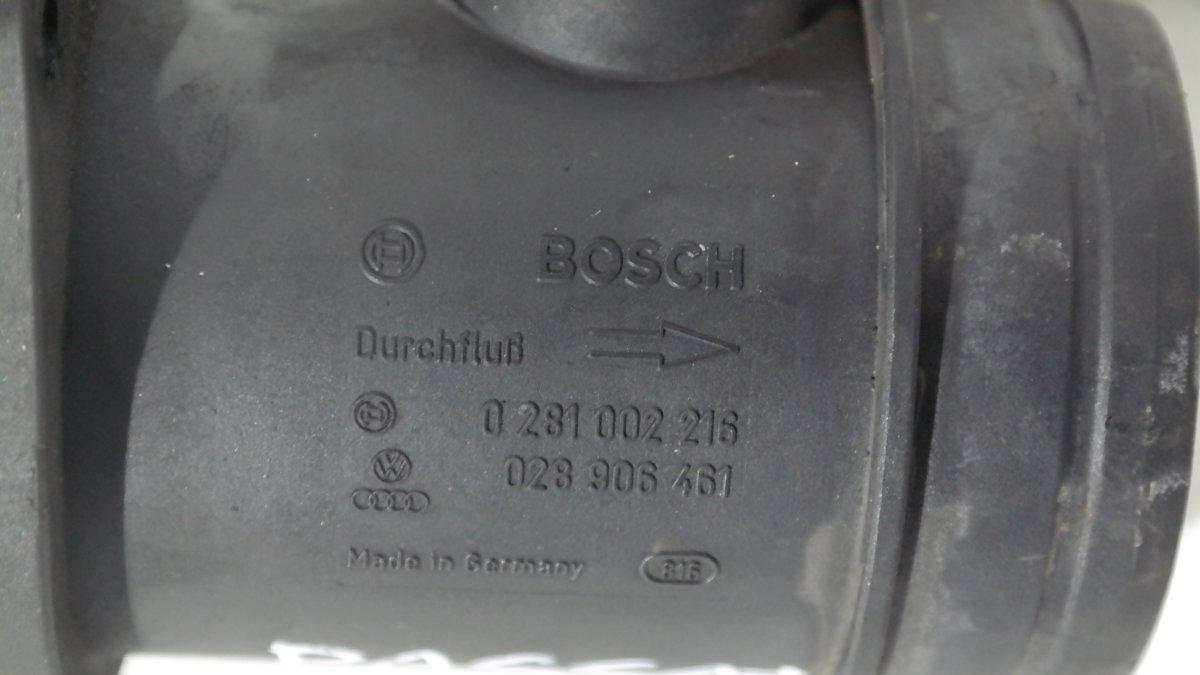 BOSCH
Durchfluß
0 281 002 216
028 906 461
Made in Germany 816